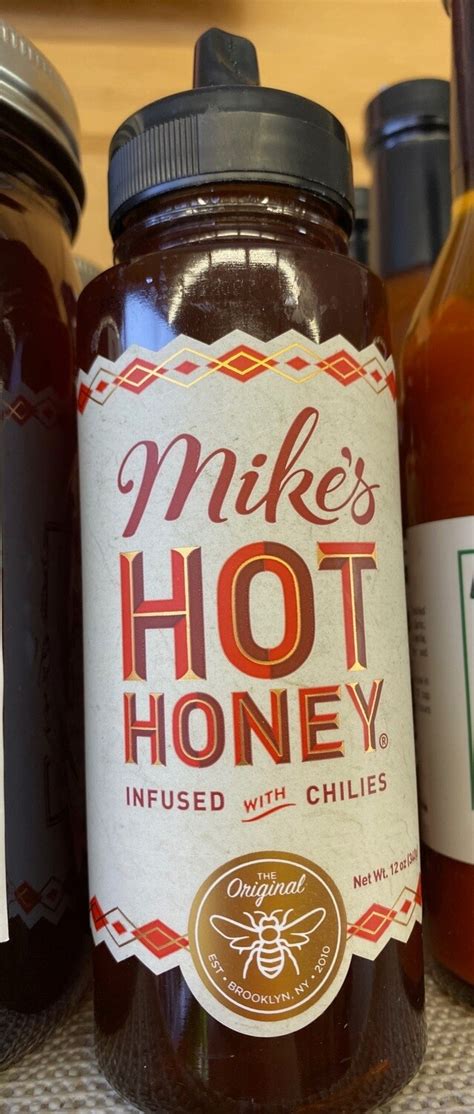 Mike's
HOT
HONEY®
INFUSED WITH CHILIES
Net Wt. 12 oz
THE
Original
EST • BROOKLYN, NY • 2010